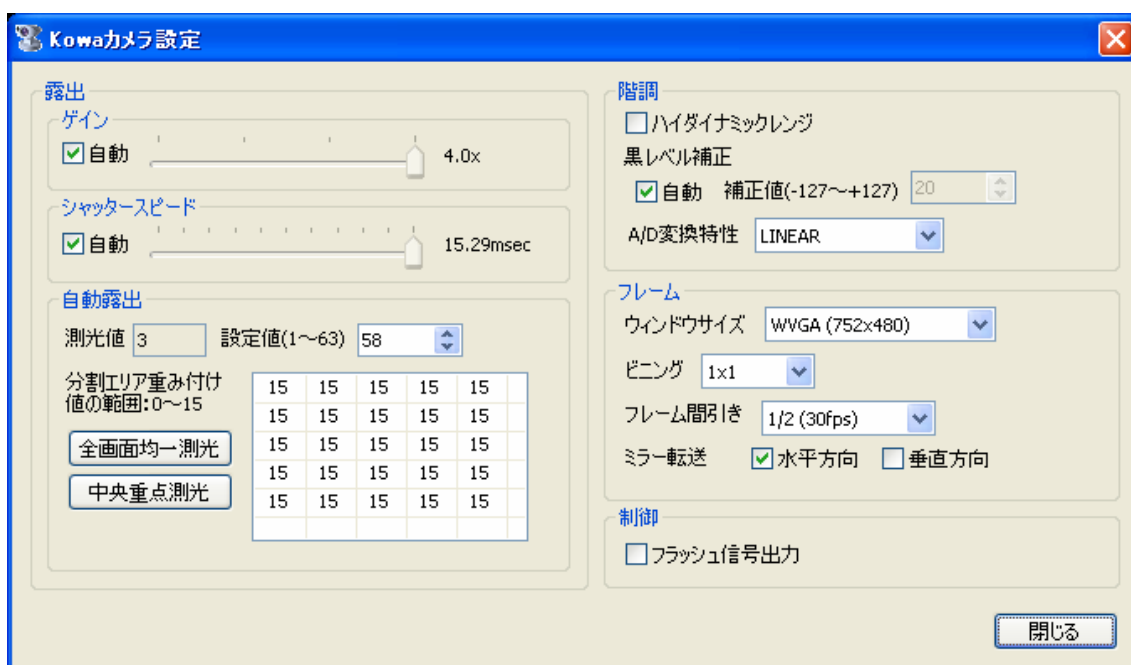 Kowaカメラ設定
露出
ゲイン
自動 4.0x
シャッタースピード
自動 15.29msec
自動露出
測光値 3 設定値(1～63) 58
分割エリア重み付け
値の範囲:0～15
全画面均一測光
中央重点測光
15 15 15 15 15
15 15 15 15 15
15 15 15 15 15
15 15 15 15 15
15 15 15 15 15
階調
ハイダイナミックレンジ
黒レベル補正
自動 補正値(-127～+127) 20
A/D変換特性 LINEAR
フレーム
ウィンドウサイズ WVGA (752x480)
ビニング 1x1
フレーム間引き 1/2 (30fps)
ミラー転送 水平方向 垂直方向
制御
フラッシュ信号出力
閉じる